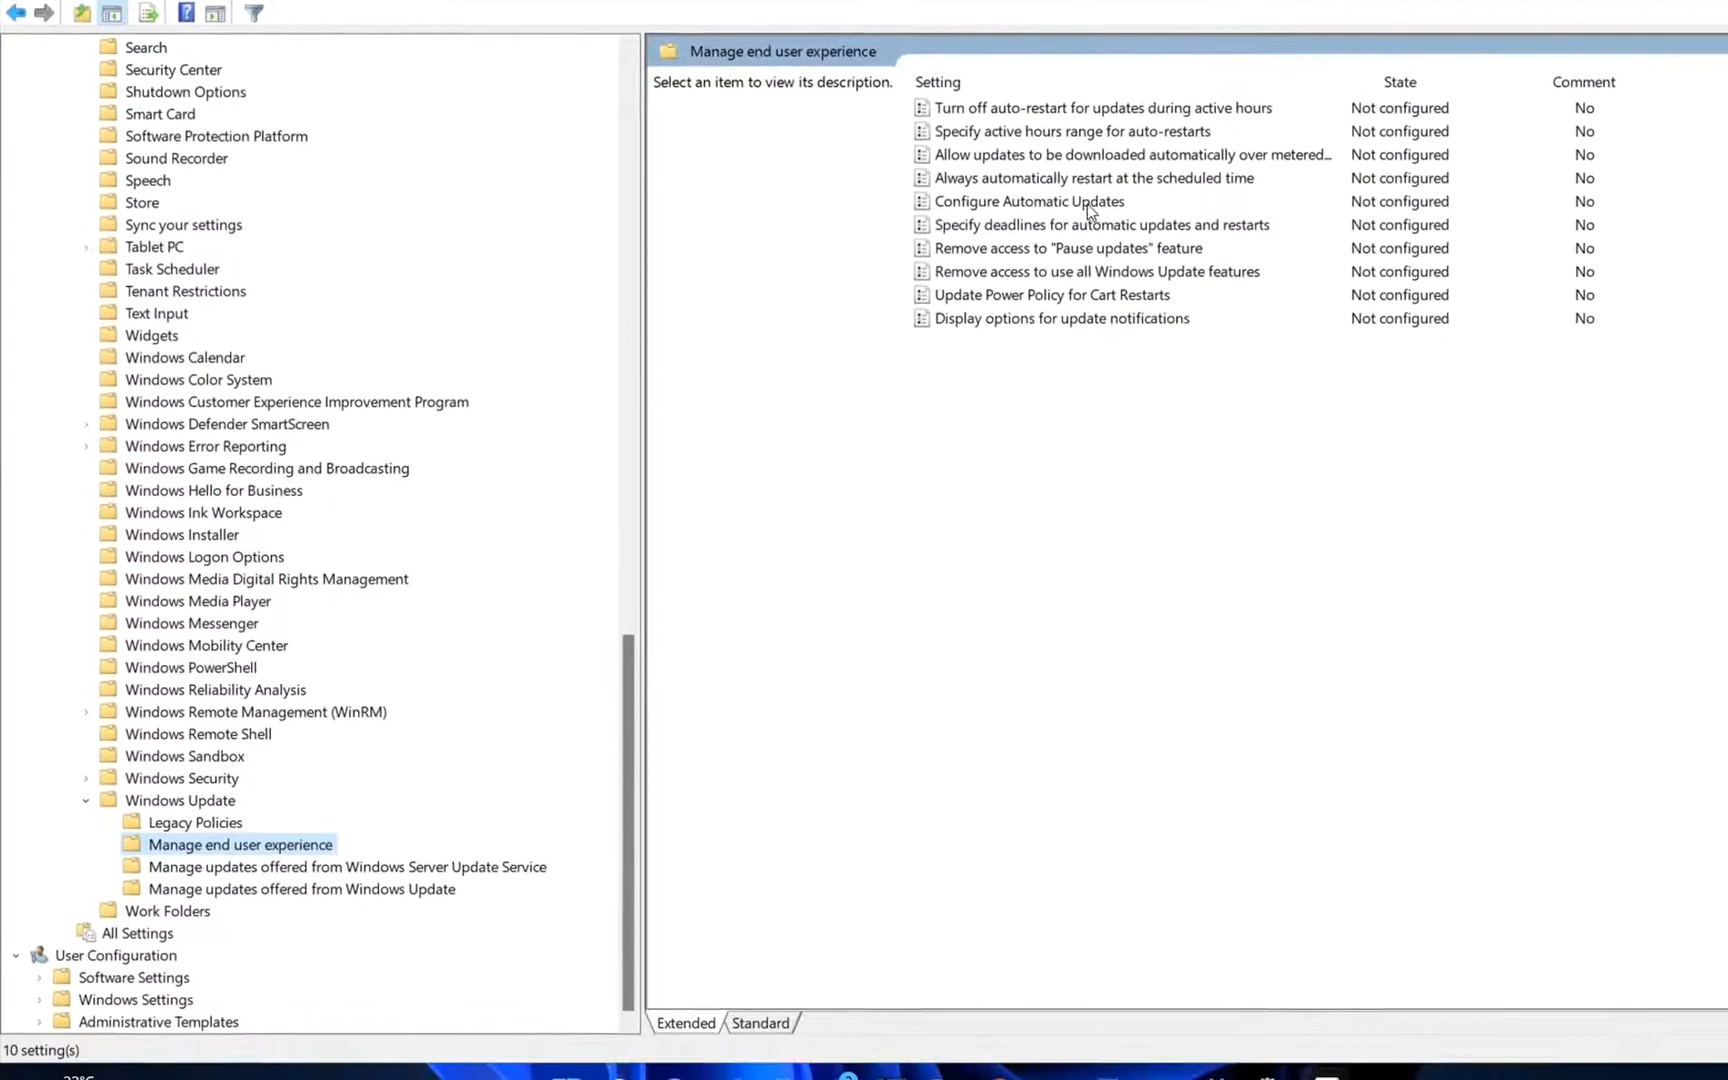 Search
Security Center
Shutdown Options
Smart Card
Software Protection Platform
Sound Recorder
Speech
Store
Sync your settings
Tablet PC
Task Scheduler
Tenant Restrictions
Text Input
Widgets
Windows Calendar
Windows Color System
Windows Customer Experience Improvement Program
Windows Defender SmartScreen
Windows Error Reporting
Windows Game Recording and Broadcasting
Windows Hello for Business
Windows Ink Workspace
Windows Installer
Windows Logon Options
Windows Media Digital Rights Management
Windows Media Player
Windows Messenger
Windows Mobility Center
Windows PowerShell
Windows Reliability Analysis
Windows Remote Management (WinRM)
Windows Remote Shell
Windows Sandbox
Windows Security
Windows Update
Legacy Policies
Manage end user experience
Manage updates offered from Windows Server Update Service
Manage updates offered from Windows Update
Work Folders
All Settings
User Configuration
Software Settings
Windows Settings
Administrative Templates
Manage end user experience
Select an item to view its description.
Setting State Comment
Turn off auto-restart for updates during active hours Not configured No
Specify active hours range for auto-restarts Not configured No
Allow updates to be downloaded automatically over metered... Not configured No
Always automatically restart at the scheduled time Not configured No
Configure Automatic Updates Not configured No
Specify deadlines for automatic updates and restarts Not configured No
Remove access to "Pause updates" feature Not configured No
Remove access to use all Windows Update features Not configured No
Update Power Policy for Cart Restarts Not configured No
Display options for update notifications Not configured No
Extended Standard
10 setting(s)